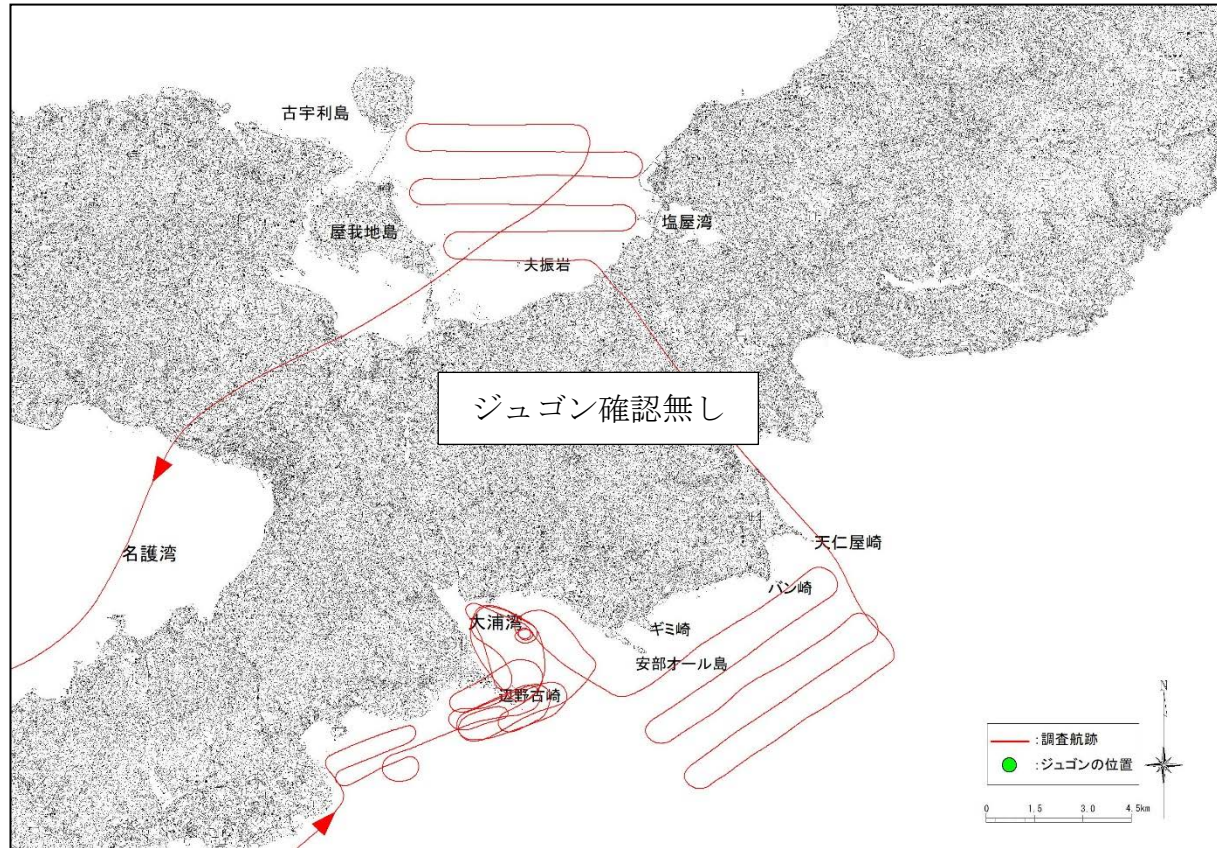 古宇利島
屋我地島
塩屋湾
夫振岩
ジュゴン確認無し
名護湾
天仁屋崎
バン崎
大浦湾
ギミ崎
安部オール島
辺野古崎
N
:調査航跡
:ジュゴンの位置
0 1.5 3.0 4.5km